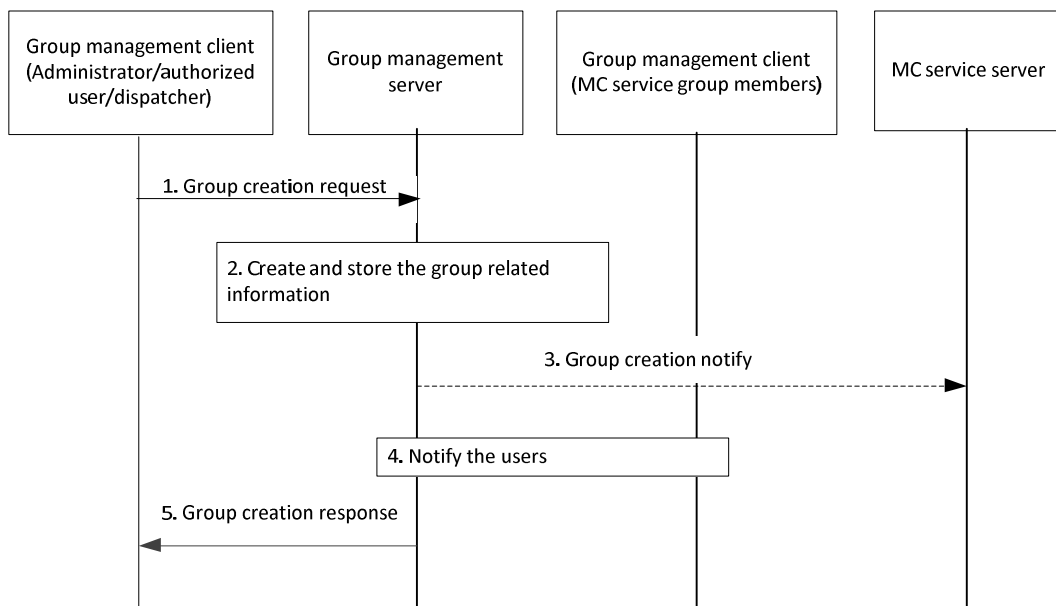 Group management client
(Administrator/authorized
user/dispatcher)
Group management
server
Group management client
(MC service group members)
MC service server
1. Group creation request
2. Create and store the group related
information
3. Group creation notify
4. Notify the users
5. Group creation response